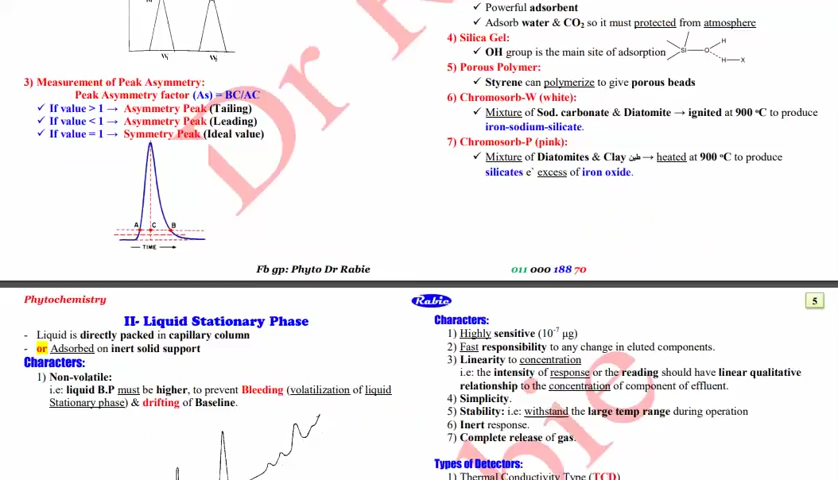 3) Measurement of Peak Asymmetry:
Peak Asymmetry factor (As) = BC/AC
✓ If value > 1 → Asymmetry Peak (Tailing)
✓ If value < 1 → Asymmetry Peak (Leading)
✓ If value = 1 → Symmetry Peak (Ideal value)
A C B
TIME
✓ Powerful adsorbent
✓ Adsorb water & CO₂ so it must protected from atmosphere
4) Silica Gel:
✓ OH group is the main site of adsorption
Si O H
H X
5) Porous Polymer:
✓ Styrene can polymerize to give porous beads
6) Chromosorb-W (white):
✓ Mixture of Sod. carbonate & Diatomite → ignited at 900 ºC to produce
iron-sodium-silicate.
7) Chromosorb-P (pink):
✓ Mixture of Diatomites & Clay طين → heated at 900 ºC to produce
silicates e` excess of iron oxide.
Fb gp: Phyto Dr Rabie
011 000 188 70
Phytochemistry
Rabie
5
II- Liquid Stationary Phase
- Liquid is directly packed in capillary column
- or Adsorbed on inert solid support
Characters:
1) Non-volatile:
i.e: liquid B.P must be higher, to prevent Bleeding (volatilization of liquid
Stationary phase) & drifting of Baseline.
Characters:
1) Highly sensitive (10⁻⁷ µg)
2) Fast responsibility to any change in eluted components.
3) Linearity to concentration
i.e: the intensity of response or the reading should have linear qualitative
relationship to the concentration of component of effluent.
4) Simplicity.
5) Stability: i.e: withstand the large temp range during operation
6) Inert response.
7) Complete release of gas.
Types of Detectors:
1) Thermal Conductivity Type (TCD)